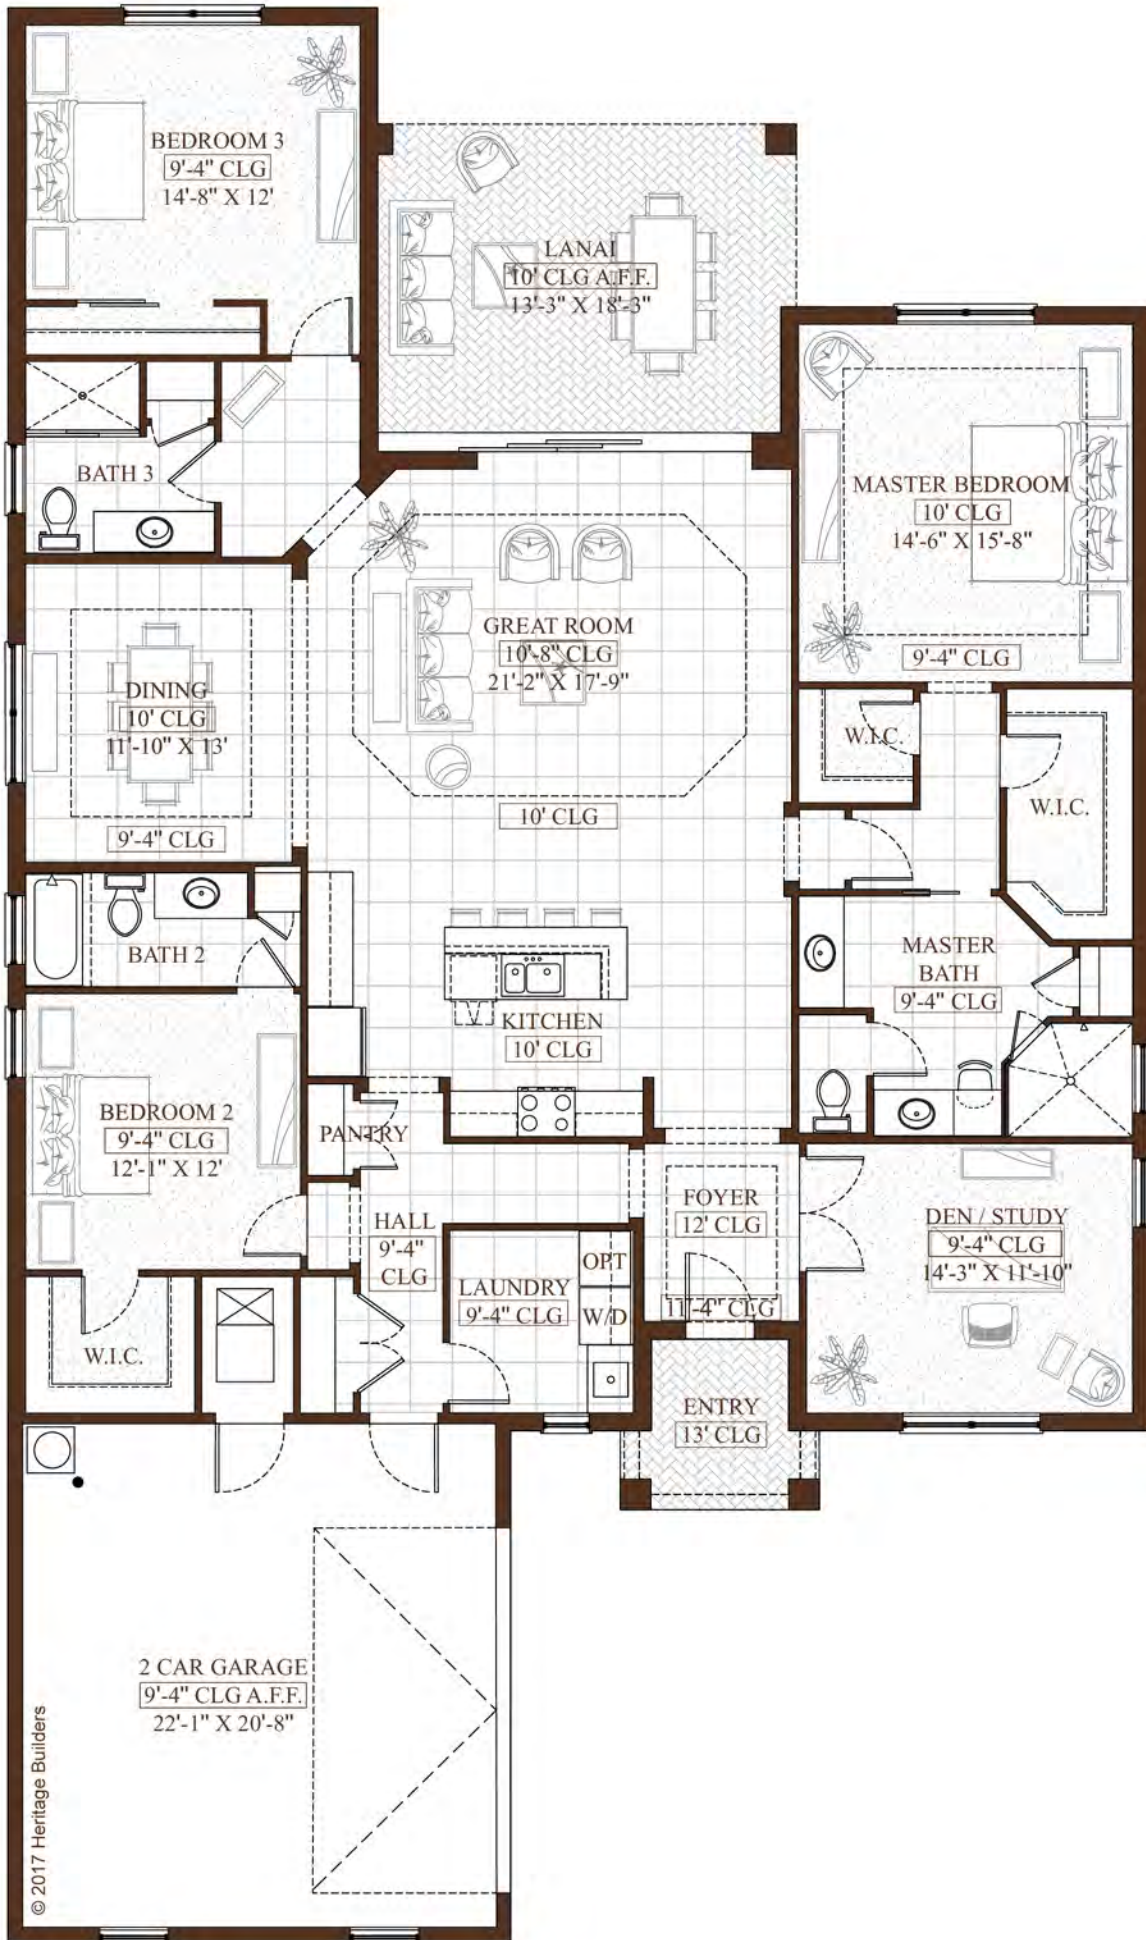 BEDROOM 3
9'-4" CLG
14'-8" X 12'
LANAI
10' CLG A.F.F.
13'-3" X 18'-3"
BATH 3
MASTER BEDROOM
10' CLG
14'-6" X 15'-8"
9'-4" CLG
GREAT ROOM
10'-8" CLG
21'-2" X 17'-9"
10' CLG
DINING
10' CLG
11'-10" X 13'
9'-4" CLG
W.I.C.
W.I.C.
BATH 2
MASTER
BATH
9'-4" CLG
KITCHEN
10' CLG
BEDROOM 2
9'-4" CLG
12'-1" X 12'
PANTRY
HALL
9'-4"
CLG
FOYER
12' CLG
11'-4" CLG
DEN / STUDY
9'-4" CLG
14'-3" X 11'-10"
LAUNDRY
9'-4" CLG
OPT
W/D
W.I.C.
ENTRY
13' CLG
2 CAR GARAGE
9'-4" CLG A.F.F.
22'-1" X 20'-8"
© 2017 Heritage Builders